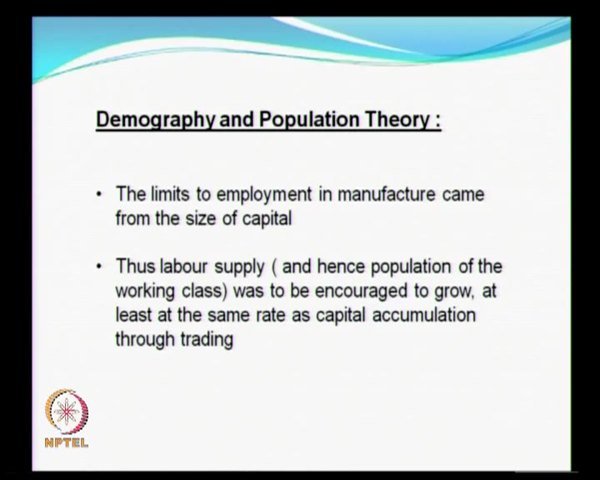 Demography and Population Theory :
• The limits to employment in manufacture came
from the size of capital
• Thus labour supply ( and hence population of the
working class) was to be encouraged to grow, at
least at the same rate as capital accumulation
through trading
NPTEL